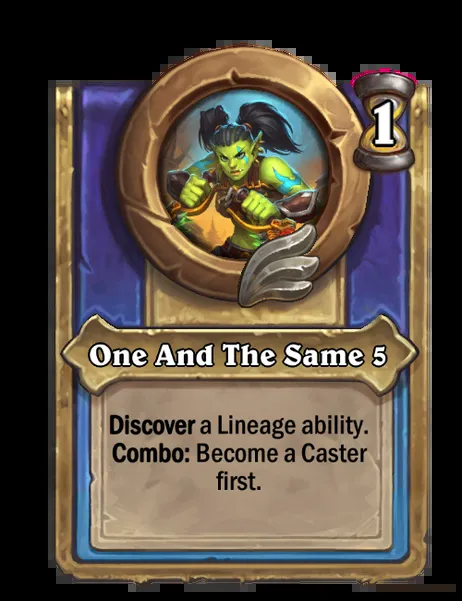 1
One And The Same 5
Discover a Lineage ability.
Combo: Become a Caster
first.